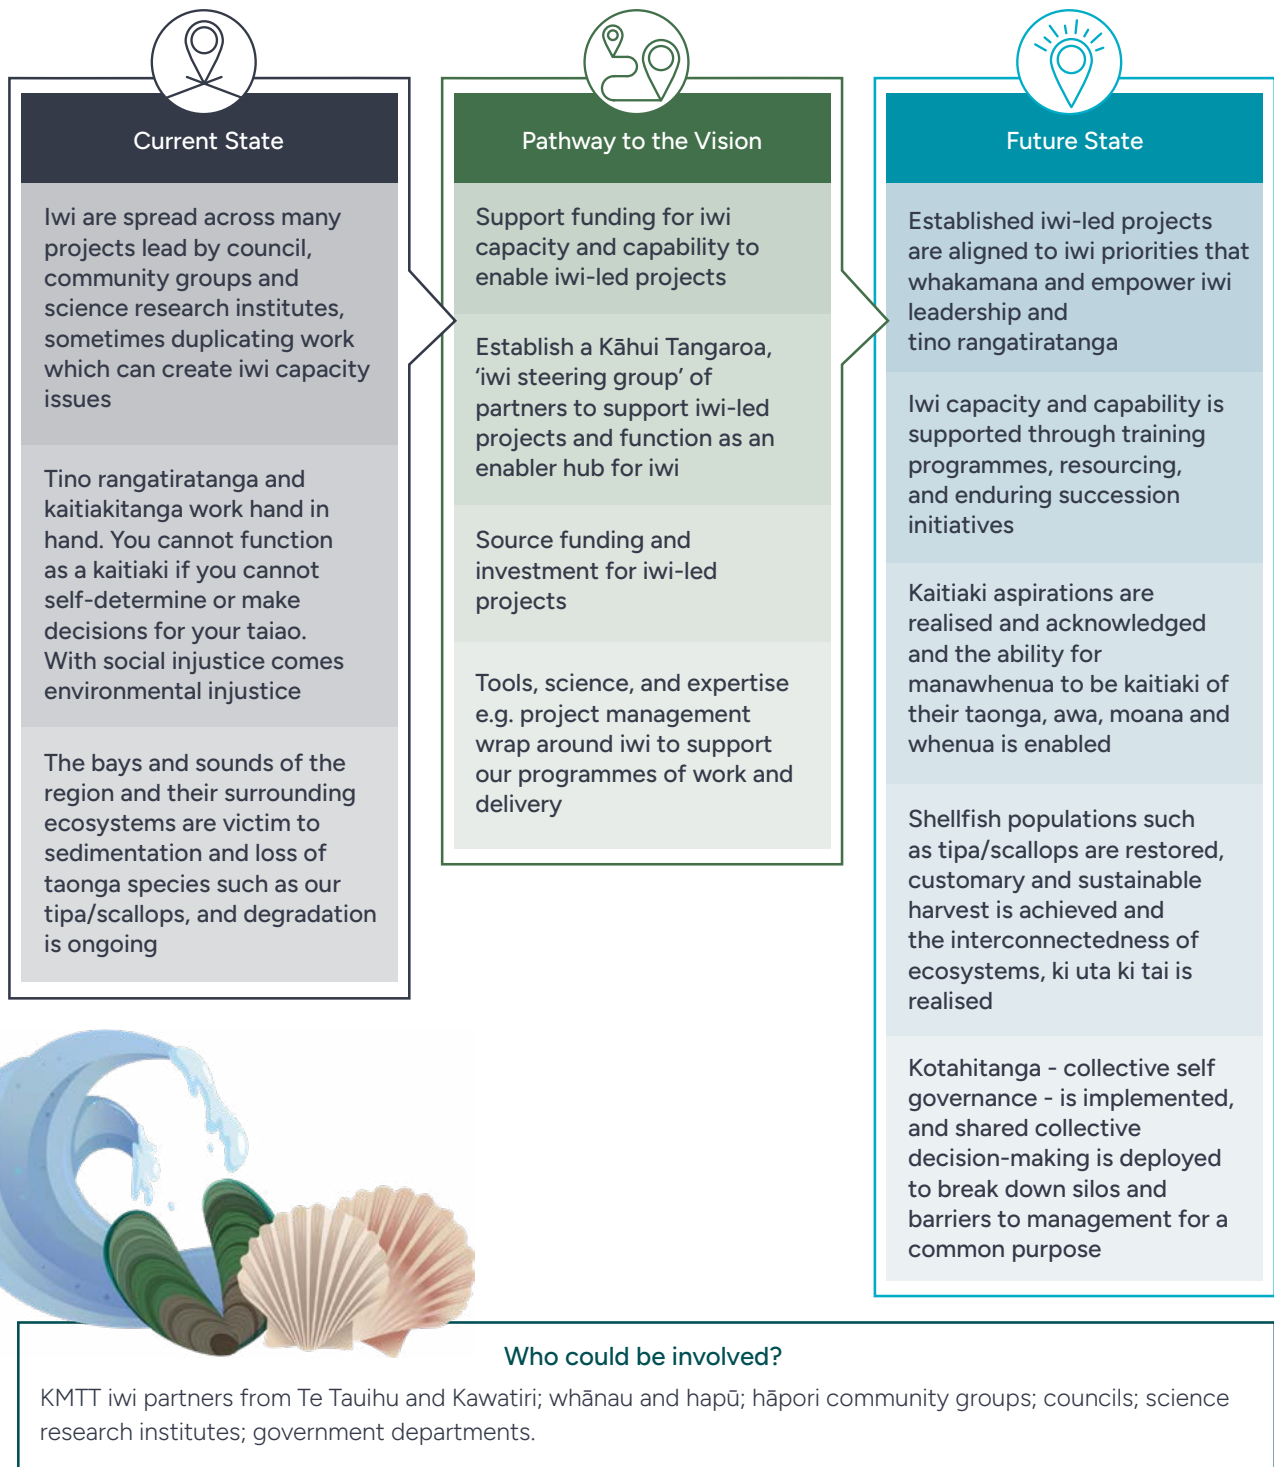 Current State
Iwi are spread across many
projects lead by council,
community groups and
science research institutes,
sometimes duplicating work
which can create iwi capacity
issues
Tino rangatiratanga and
kaitiakitanga work hand in
hand. You cannot function
as a kaitiaki if you cannot
self-determine or make
decisions for your taiao.
With social injustice comes
environmental injustice
The bays and sounds of the
region and their surrounding
ecosystems are victim to
sedimentation and loss of
taonga species such as our
tipa/scallops, and degradation
is ongoing
Pathway to the Vision
Support funding for iwi
capacity and capability to
enable iwi-led projects
Establish a Kāhui Tangaroa,
‘iwi steering group’ of
partners to support iwi-led
projects and function as an
enabler hub for iwi
Source funding and
investment for iwi-led
projects
Tools, science, and expertise
e.g. project management
wrap around iwi to support
our programmes of work and
delivery
Future State
Established iwi-led projects
are aligned to iwi priorities that
whakamana and empower iwi
leadership and
tino rangatiratanga
Iwi capacity and capability is
supported through training
programmes, resourcing,
and enduring succession
initiatives
Kaitiaki aspirations are
realised and acknowledged
and the ability for
manawhenua to be kaitiaki of
their taonga, awa, moana and
whenua is enabled
Shellfish populations such
as tipa/scallops are restored,
customary and sustainable
harvest is achieved and
the interconnectedness of
ecosystems, ki uta ki tai is
realised
Kotahitanga - collective self
governance - is implemented,
and shared collective
decision-making is deployed
to break down silos and
barriers to management for a
common purpose
Who could be involved?
KMTT iwi partners from Te Tauihu and Kawatiri; whānau and hapū; hāpori community groups; councils; science
research institutes; government departments.